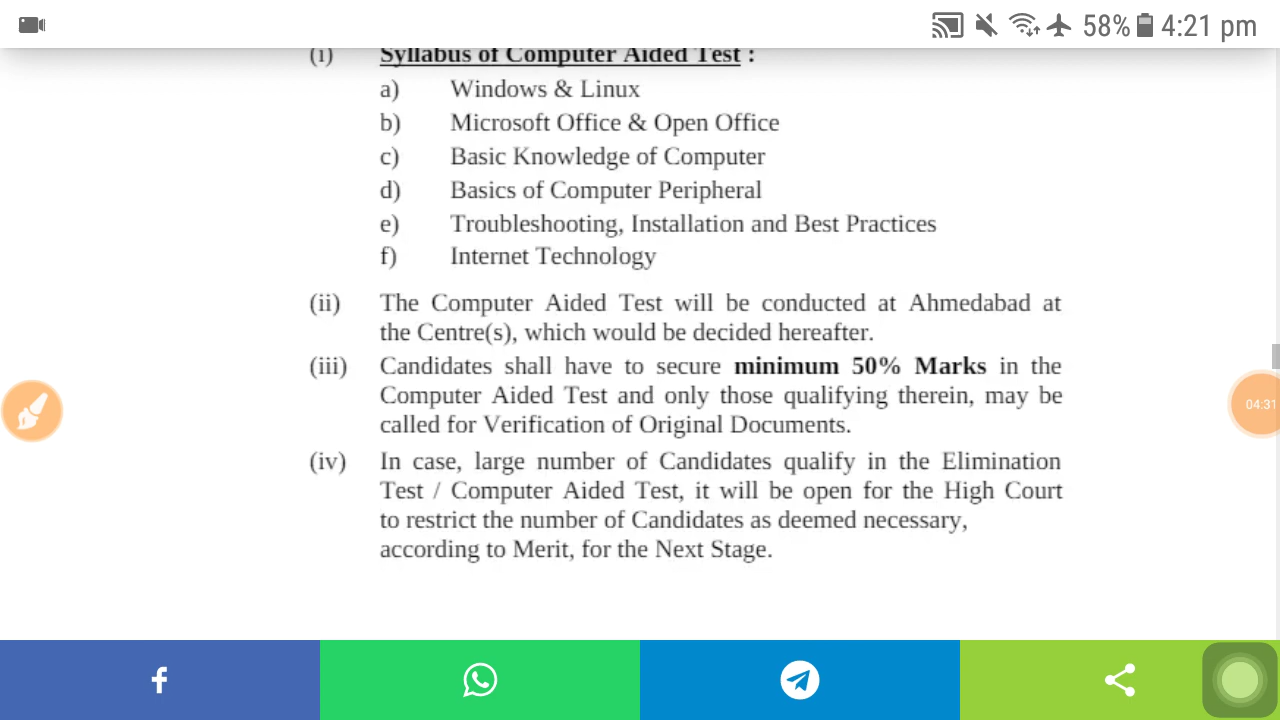 58% 4:21 pm
(i) Syllabus of Computer Aided Test :
a) Windows & Linux
b) Microsoft Office & Open Office
c) Basic Knowledge of Computer
d) Basics of Computer Peripheral
e) Troubleshooting, Installation and Best Practices
f) Internet Technology
(ii) The Computer Aided Test will be conducted at Ahmedabad at
the Centre(s), which would be decided hereafter.
(iii) Candidates shall have to secure minimum 50% Marks in the
Computer Aided Test and only those qualifying therein, may be
called for Verification of Original Documents.
04:31
(iv) In case, large number of Candidates qualify in the Elimination
Test / Computer Aided Test, it will be open for the High Court
to restrict the number of Candidates as deemed necessary,
according to Merit, for the Next Stage.